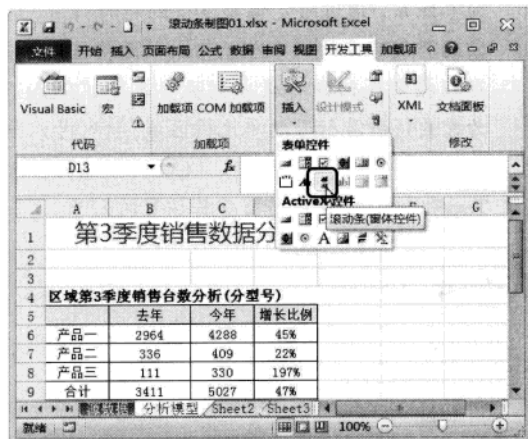 滚动条制图01.xlsx - Microsoft Excel
文件 开始 插入 页面布局 公式 数据 审阅 视图 开发工具 加载项
Visual Basic 宏 加载项 COM 加载项 插入 设计模式 XML 文档面板
代码 加载项 修改
表单控件
D13 fx
ActiveX 控件
滚动条(窗体控件)
A B C G
1 第3季度销售数据分
2
3
4 区域第3季度销售台数分析(分型号)
5 去年 今年 增长比例
6 产品一 2964 4288 45%
7 产品二 336 409 22%
8 产品三 111 330 197%
9 合计 3411 5027 47%
分析模型 Sheet2 Sheet3
就绪 100%